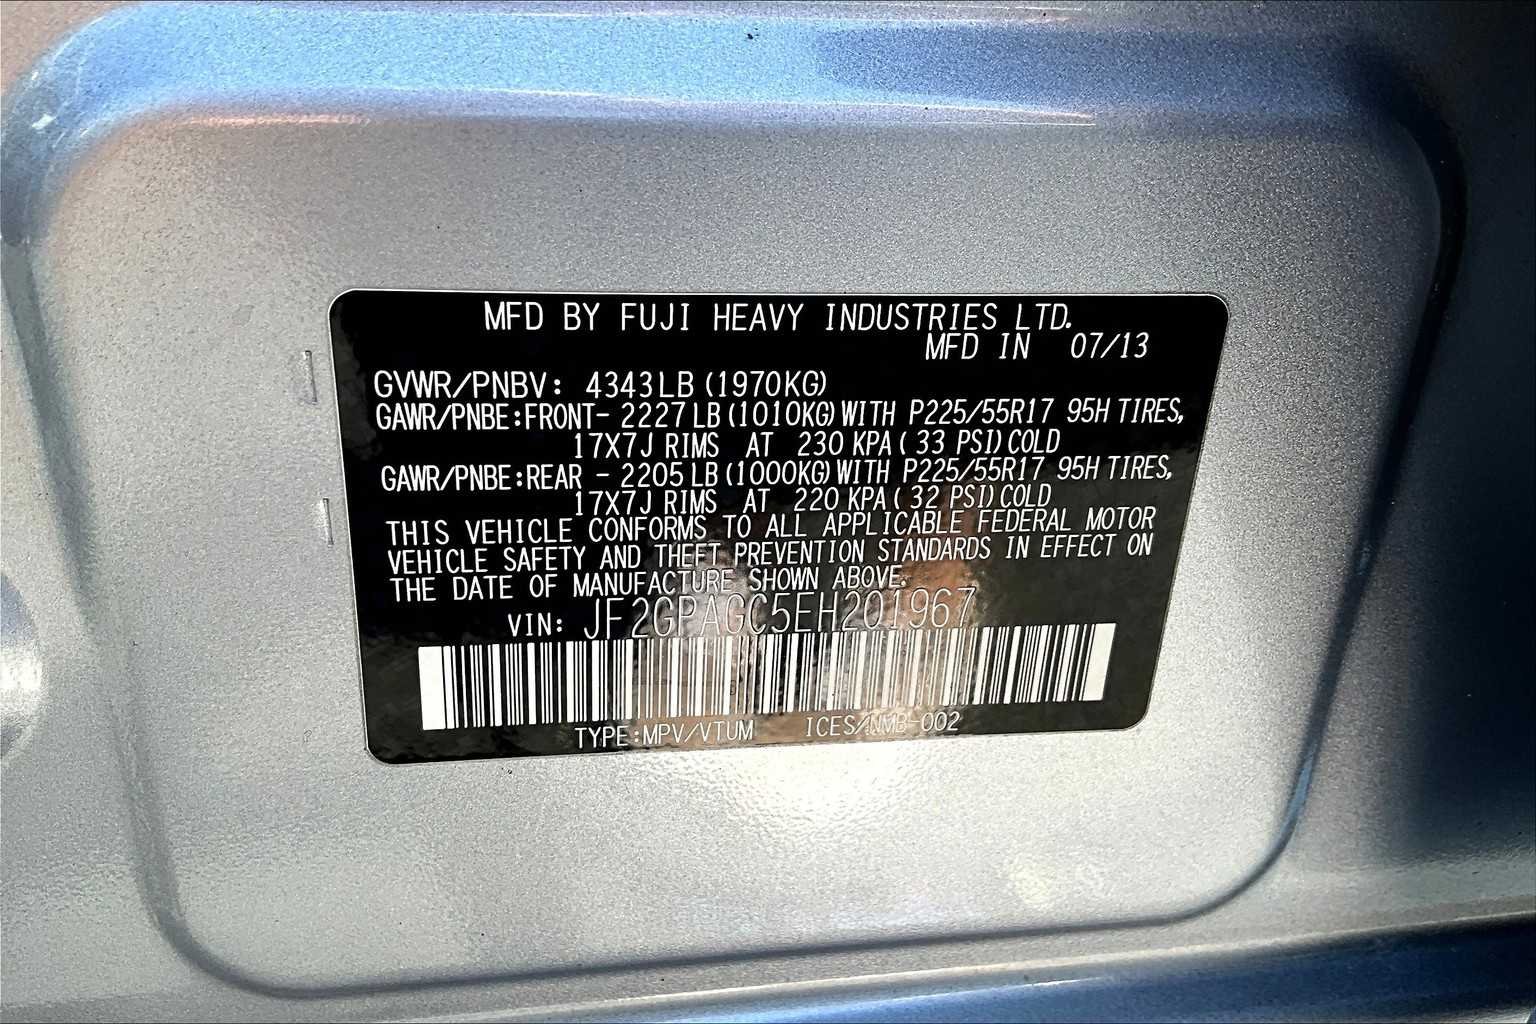 MFD BY FUJI HEAVY INDUSTRIES LTD.
MFD IN 07/13
GVWR/PNBV: 4343LB (1970KG)
GAWR/PNBE:FRONT- 2227 LB (1010KG) WITH P225/55R17 95H TIRES,
17X7J RIMS AT 230 KPA ( 33 PSI) COLD
GAWR/PNBE:REAR - 2205 LB (1000KG) WITH P225/55R17 95H TIRES,
17X7J RIMS AT 220 KPA ( 32 PSI) COLD
THIS VEHICLE CONFORMS TO ALL APPLICABLE FEDERAL MOTOR
VEHICLE SAFETY AND THEFT PREVENTION STANDARDS IN EFFECT ON
THE DATE OF MANUFACTURE SHOWN ABOVE.
VIN: JF2GPAGC5EH201967
TYPE:MPV/VTUM ICES/NMB-002